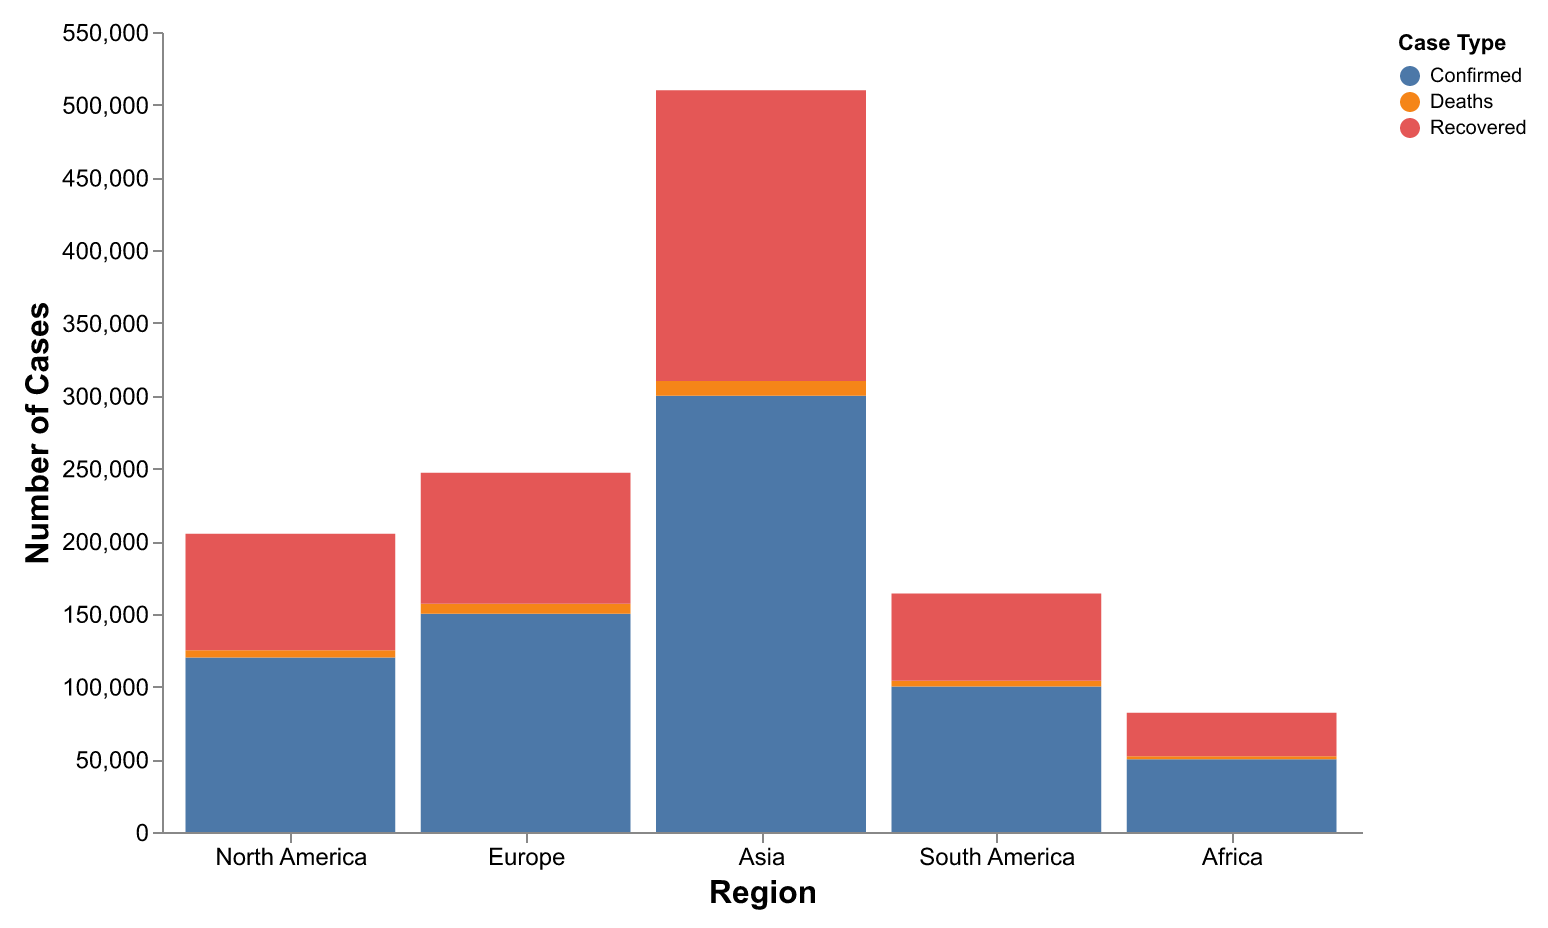 550,000
500,000
450,000
400,000
350,000
300,000
250,000
200,000
150,000
100,000
50,000
0
Number of Cases
North America
Europe
Asia
South America
Africa
Region
Case Type
Confirmed
Deaths
Recovered